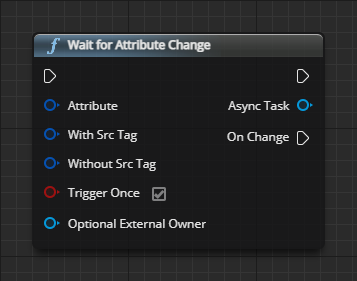 f Wait for Attribute Change
Attribute
Async Task
With Src Tag
On Change
Without Src Tag
Trigger Once
Optional External Owner